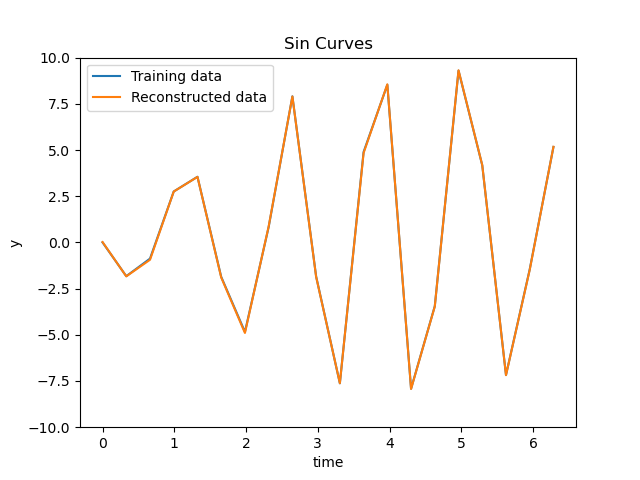 Sin Curves
Training data
Reconstructed data
10.0
7.5
5.0
2.5
0.0
−2.5
−5.0
−7.5
−10.0
y
0 1 2 3 4 5 6
time